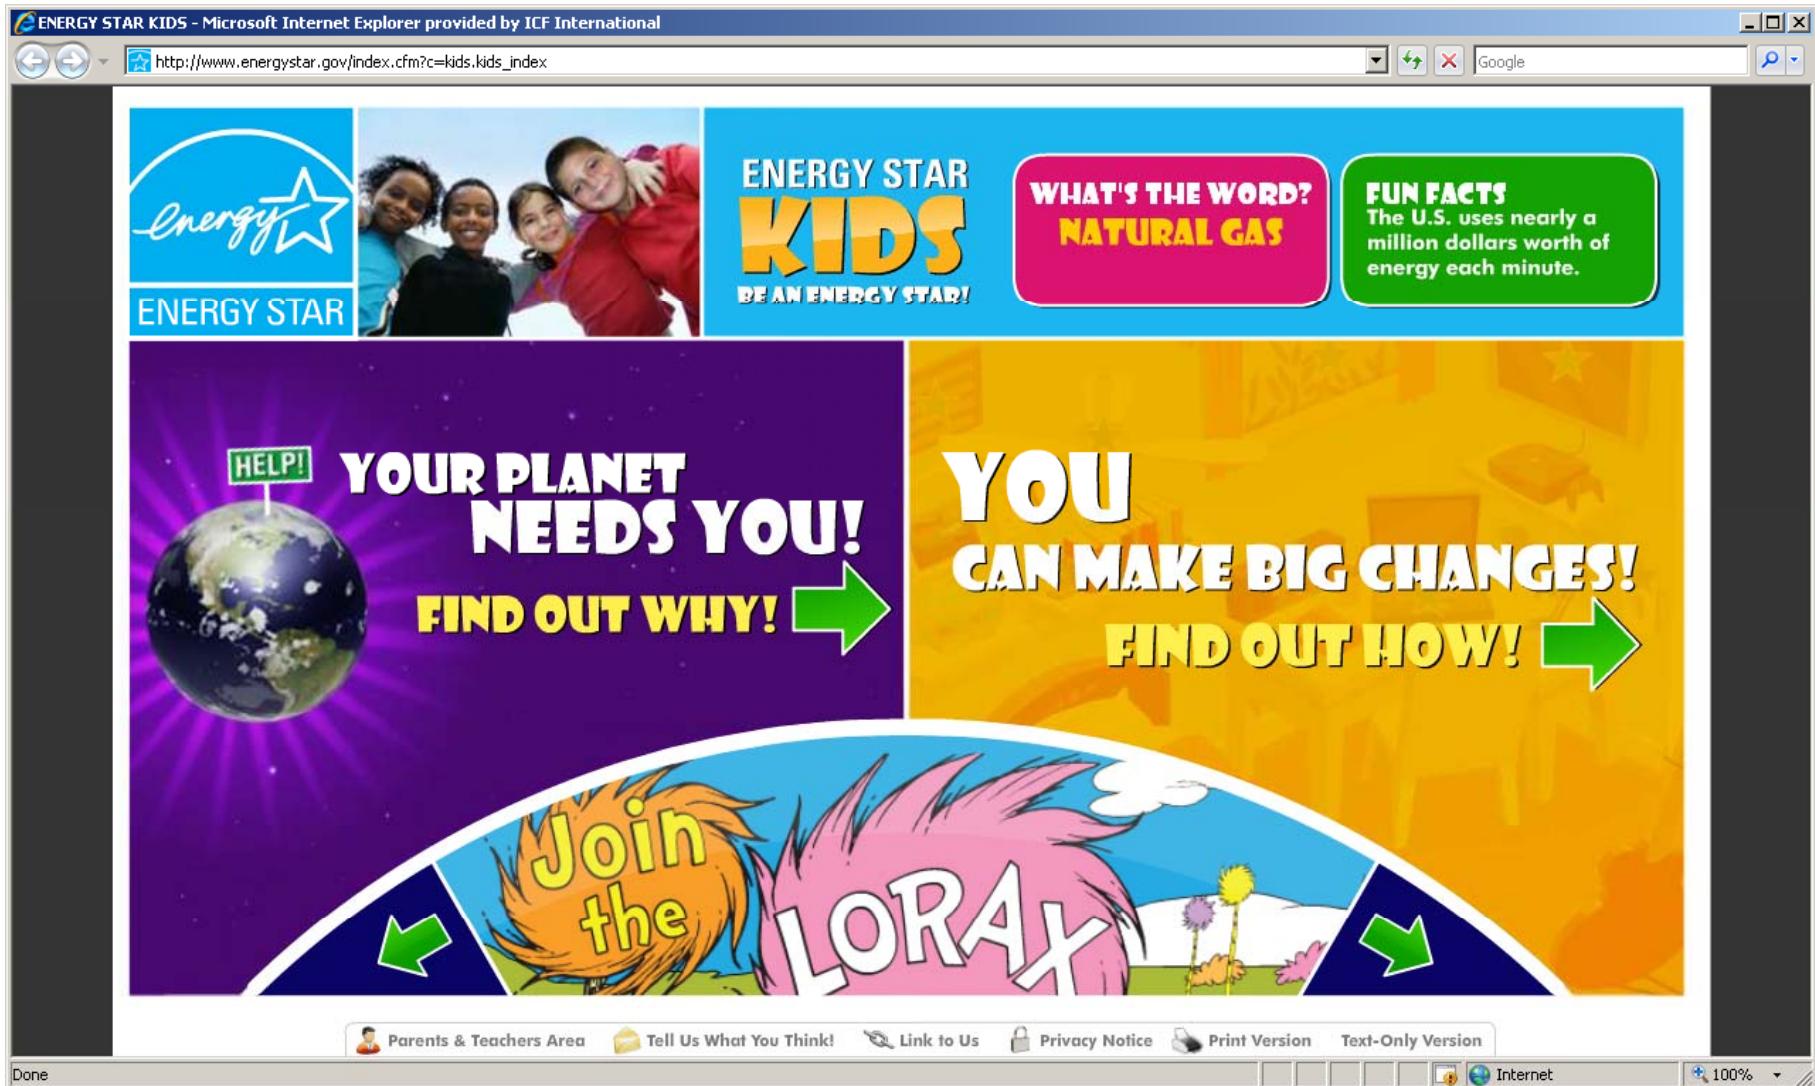 ENERGY STAR KIDS - Microsoft Internet Explorer provided by ICF International
http://www.energystar.gov/index.cfm?c=kids.kids_index
Google
energy
ENERGY STAR
ENERGY STAR
KIDS
BE AN ENERGY STAR!
WHAT'S THE WORD?
NATURAL GAS
FUN FACTS
The U.S. uses nearly a
million dollars worth of
energy each minute.
HELP!
YOUR PLANET
NEEDS YOU!
FIND OUT WHY!
YOU
CAN MAKE BIG CHANGES!
FIND OUT HOW!
Join
the
LORAX
Parents & Teachers Area Tell Us What You Think! Link to Us Privacy Notice Print Version Text-Only Version
Done Internet 100%